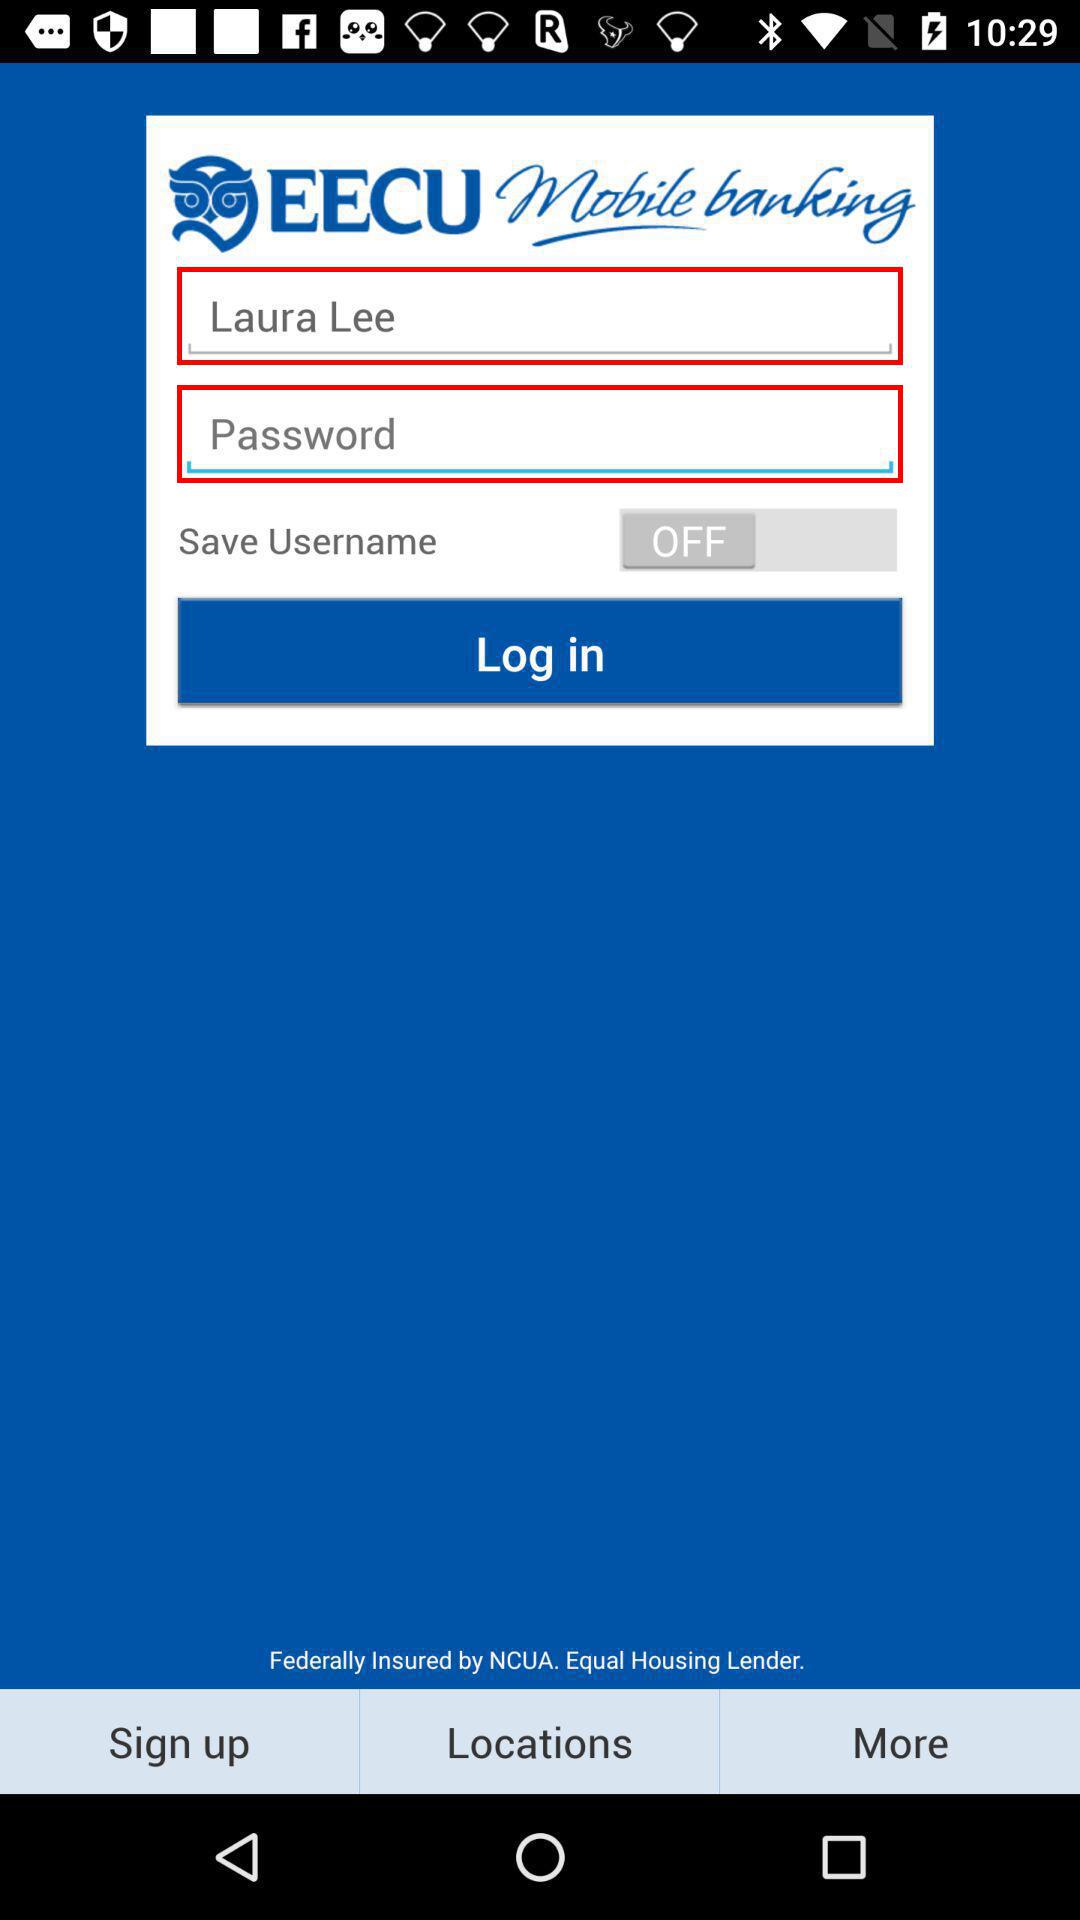 10:29
EECU Mobile banking
Laura Lee
Password
Save Username OFF
Log in
Federally Insured by NCUA. Equal Housing Lender.
Sign up Locations More